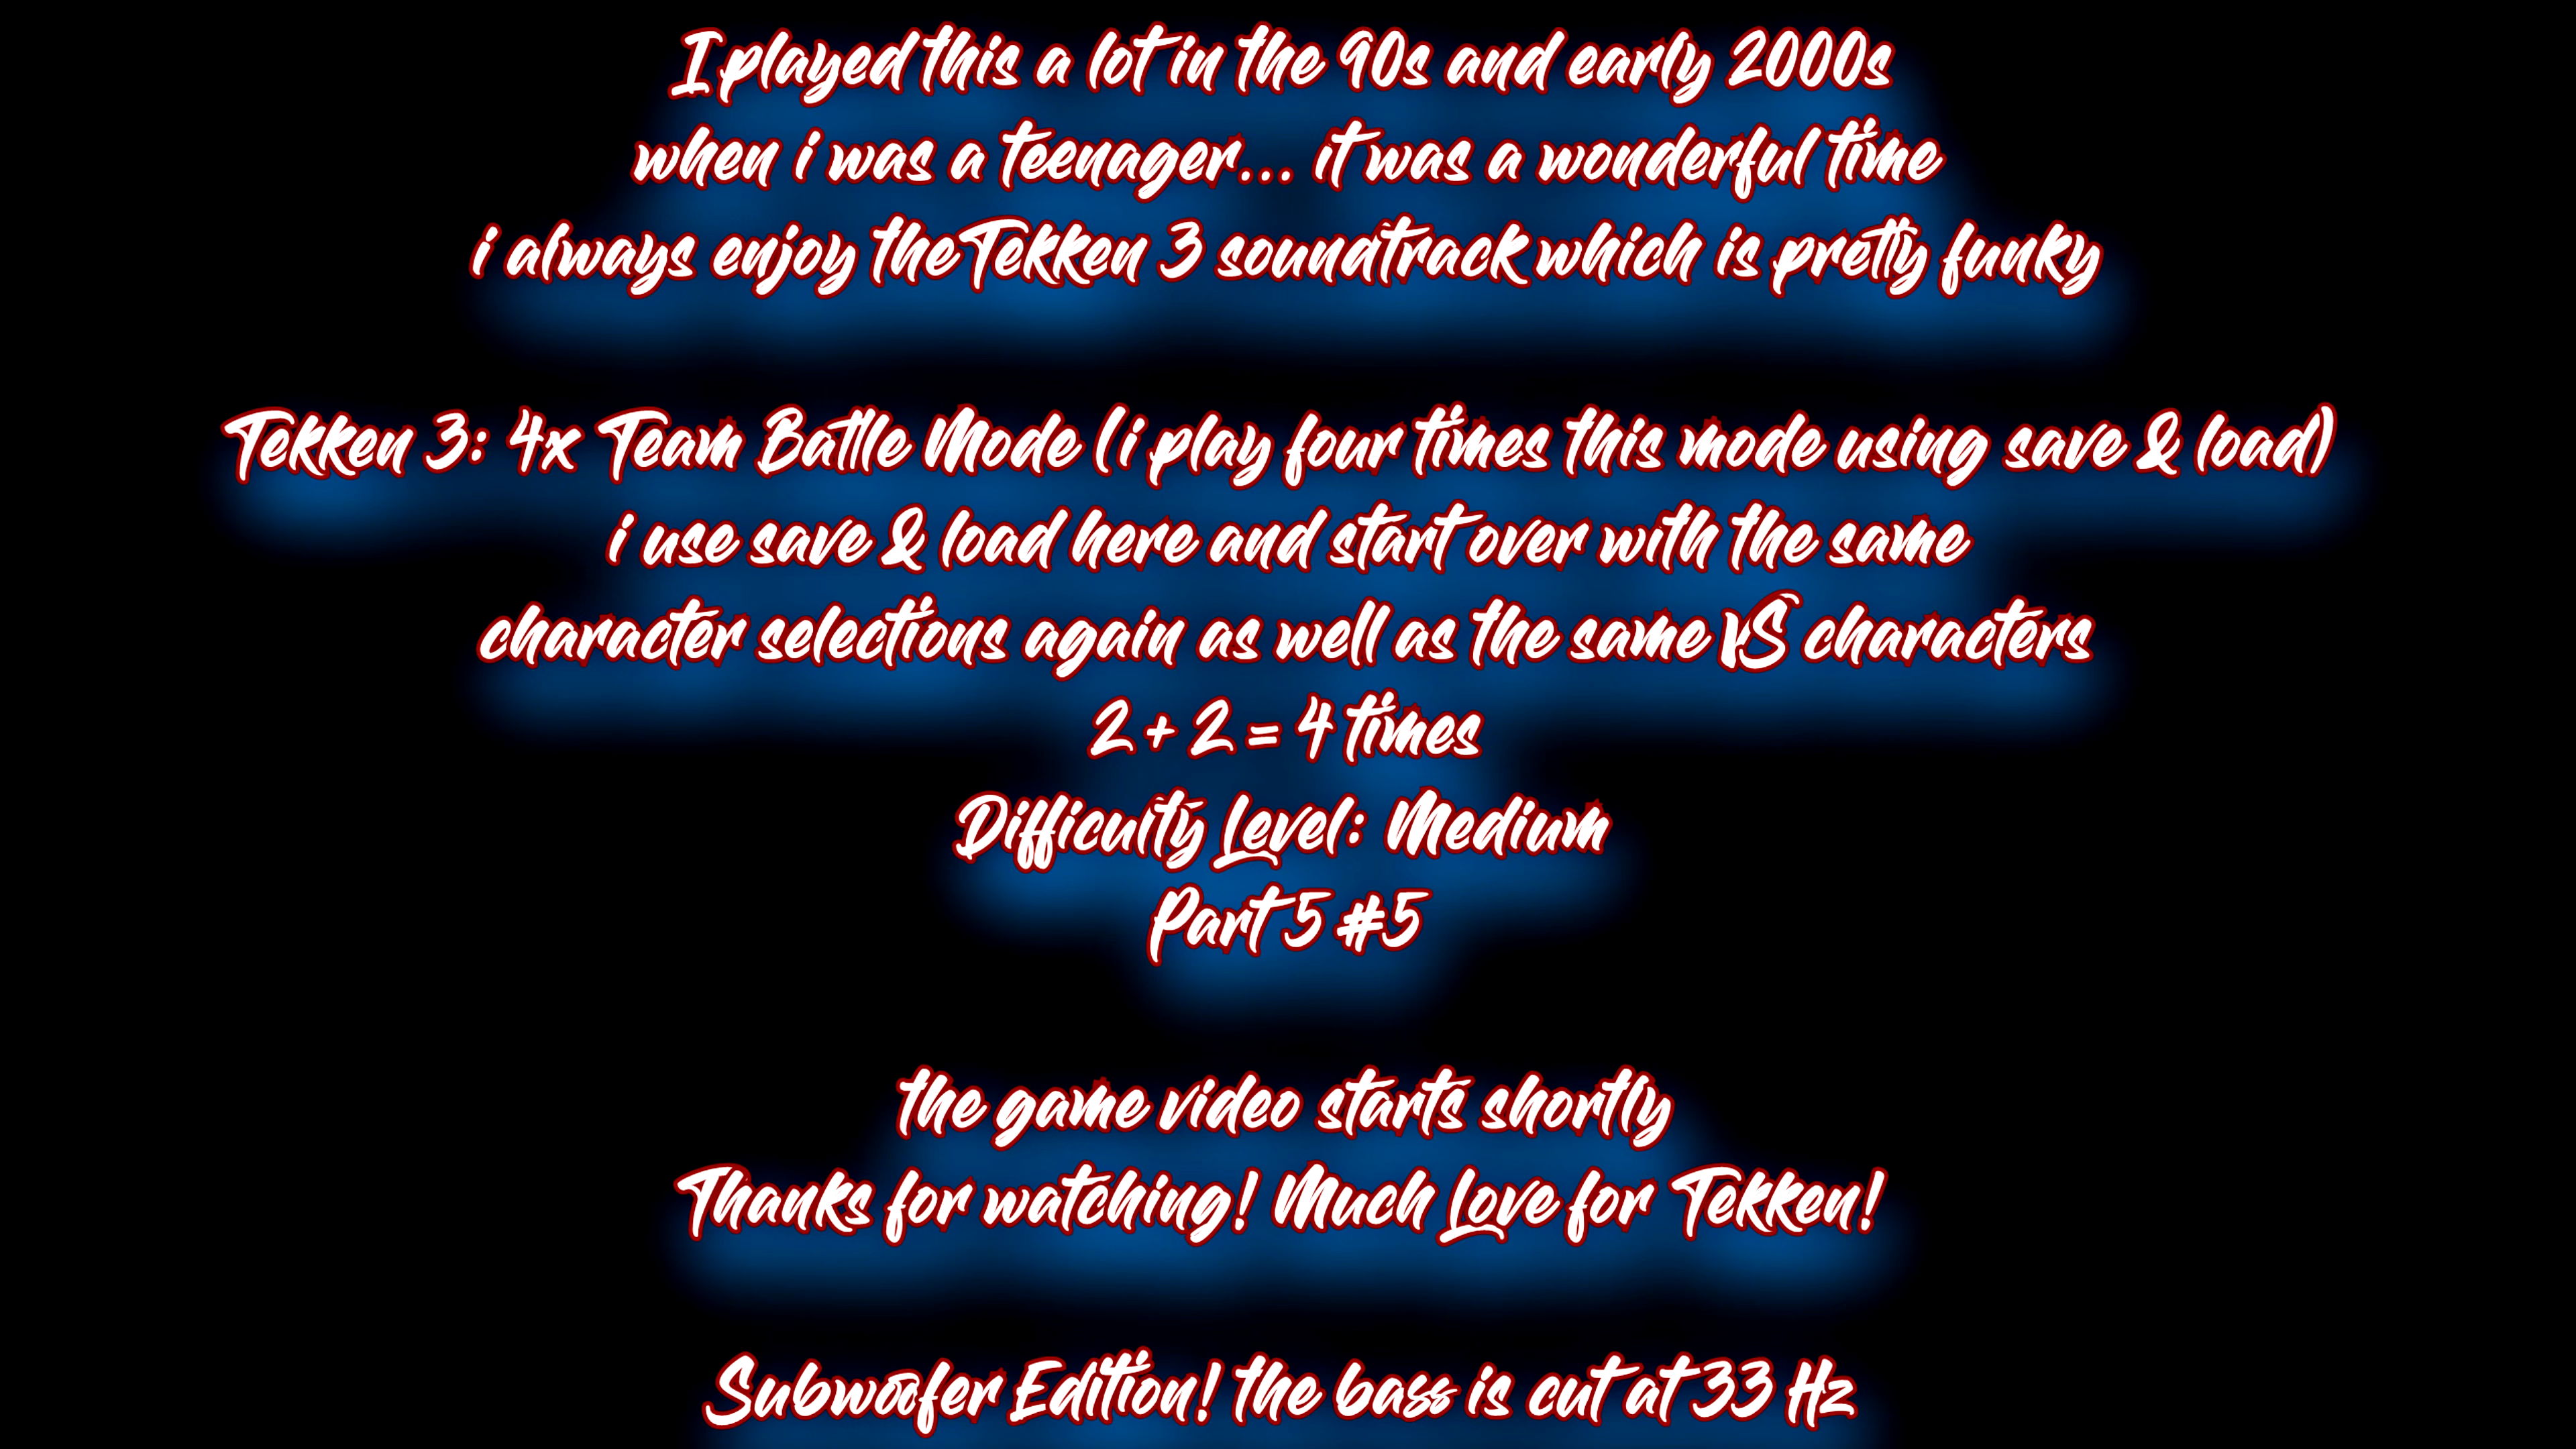 I played this a lot in the 90s and early 2000s
when i was a teenager... it was a wonderful time
i always enjoy the Tekken 3 soundtrack which is pretty funky
Tekken 3: 4x Team Battle Mode (i play four times this mode using save & load)
i use save & load here and start over with the same
character selections again as well as the same VS characters
2 + 2 = 4 times
Difficulty Level: Medium
Part 5 #5
the game video starts shortly
Thanks for watching! Much Love for Tekken!
Subwoofer Edition! the bass is cut at 33 Hz